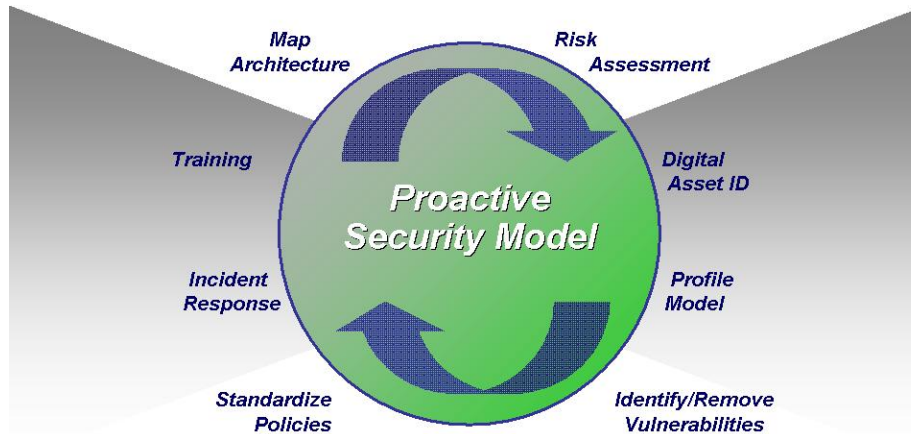 Map
Architecture
Risk
Assessment
Training
Digital
Asset ID
Proactive
Security Model
Incident
Response
Profile
Model
Standardize
Policies
Identify/Remove
Vulnerabilities